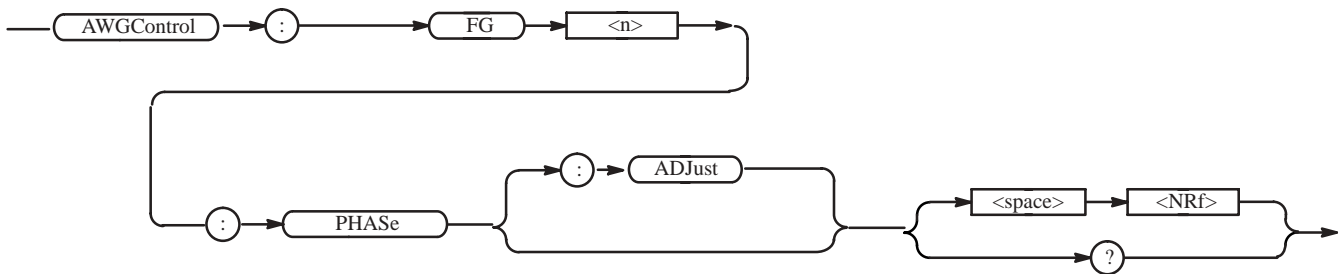 AWGControl : FG <n>
: ADJust
<space> <NRf>
: PHASe
?